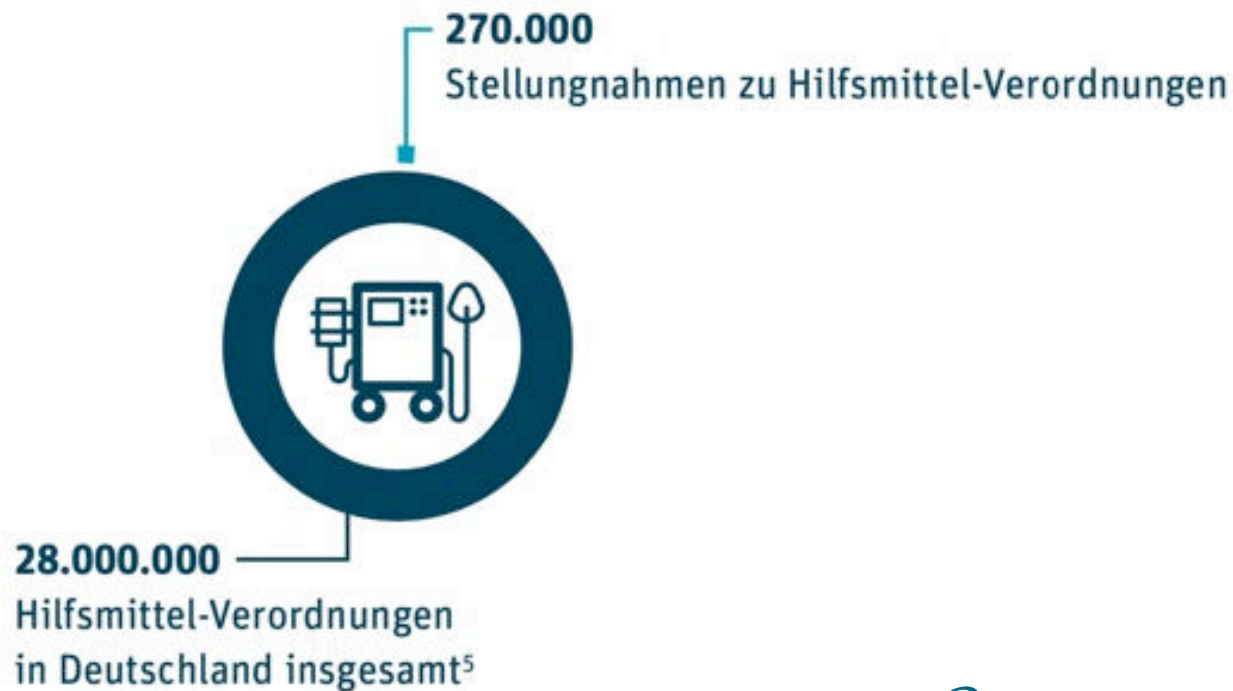 270.000
Stellungnahmen zu Hilfsmittel-Verordnungen
28.000.000
Hilfsmittel-Verordnungen
in Deutschland insgesamt⁵